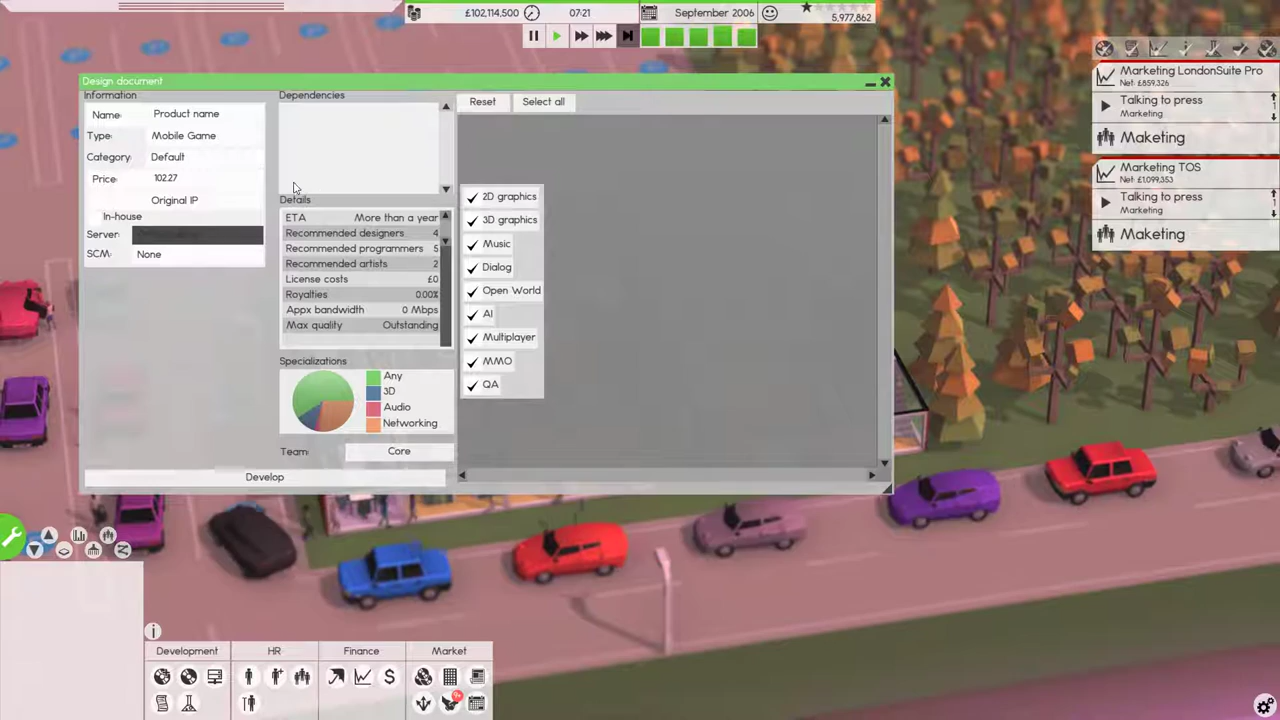 £102,114,500
07:21
September 2006
5,977,862
Design document
Information
Name: Product name
Type: Mobile Game
Category: Default
Price: 102.27
Original IP
In-house
Server:
SCM: None
Dependencies
Details
ETA More than a year
Recommended designers 4
Recommended programmers 5
Recommended artists 2
License costs £0
Royalties 0.00%
Appx bandwidth 0 Mbps
Max quality Outstanding
Specializations
Any
3D
Audio
Networking
Team: Core
Develop
Reset Select all
2D graphics
3D graphics
Music
Dialog
Open World
AI
Multiplayer
MMO
QA
Marketing LondonSuite Pro
Net: £859,326
Talking to press
Marketing
1
Maketing
Marketing TOS
Net: £1,099,353
Talking to press
Marketing
1
Maketing
Development HR Finance Market
9+